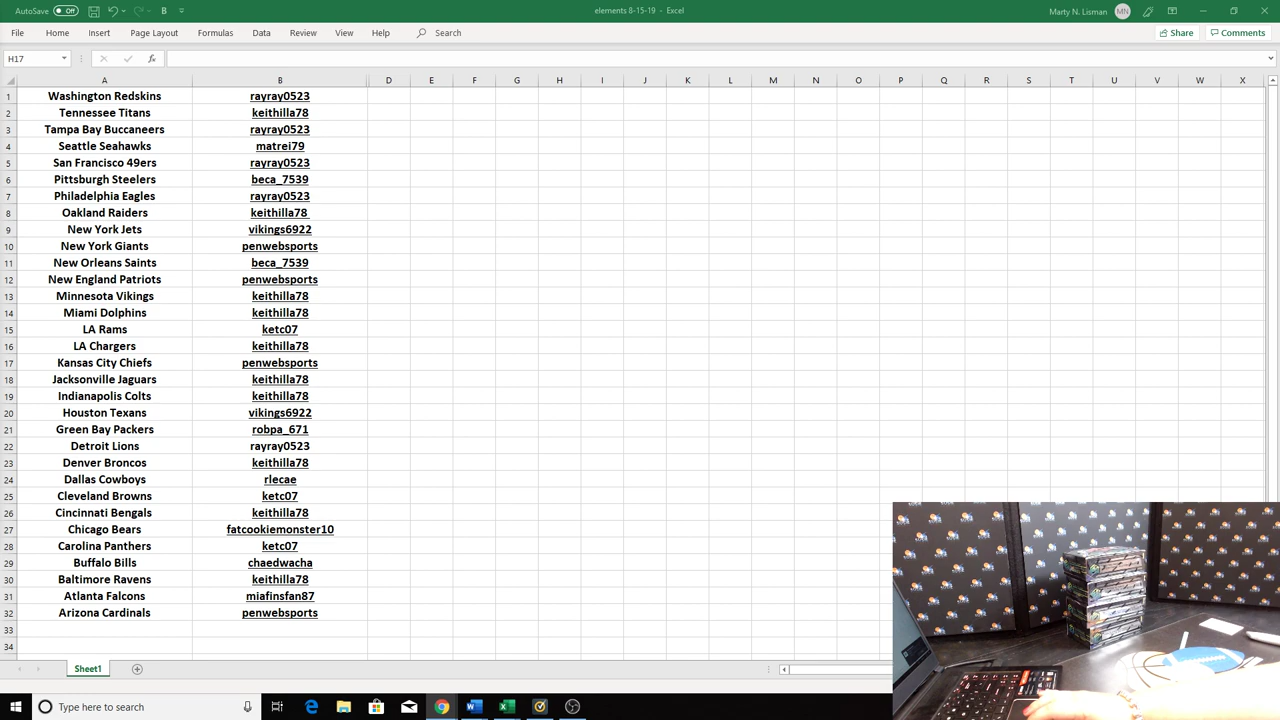 AutoSave Off elements 8-15-19 - Excel Marty N. Lisman MN
File Home Insert Page Layout Formulas Data Review View Help Search Share Comments
H17 fx
A B D E F G H I J K L M N O P Q R S T U V W X
1 Washington Redskins rayray0523
2 Tennessee Titans keithilla78
3 Tampa Bay Buccaneers rayray0523
4 Seattle Seahawks matrei79
5 San Francisco 49ers rayray0523
6 Pittsburgh Steelers beca_7539
7 Philadelphia Eagles rayray0523
8 Oakland Raiders keithilla78
9 New York Jets vikings6922
10 New York Giants penwebsports
11 New Orleans Saints beca_7539
12 New England Patriots penwebsports
13 Minnesota Vikings keithilla78
14 Miami Dolphins keithilla78
15 LA Rams ketc07
16 LA Chargers keithilla78
17 Kansas City Chiefs penwebsports
18 Jacksonville Jaguars keithilla78
19 Indianapolis Colts keithilla78
20 Houston Texans vikings6922
21 Green Bay Packers robpa_671
22 Detroit Lions rayray0523
23 Denver Broncos keithilla78
24 Dallas Cowboys rlecae
25 Cleveland Browns ketc07
26 Cincinnati Bengals keithilla78
27 Chicago Bears fatcookiemonster10
28 Carolina Panthers ketc07
29 Buffalo Bills chaedwacha
30 Baltimore Ravens keithilla78
31 Atlanta Falcons miafinsfan87
32 Arizona Cardinals penwebsports
33
34
Sheet1
Type here to search